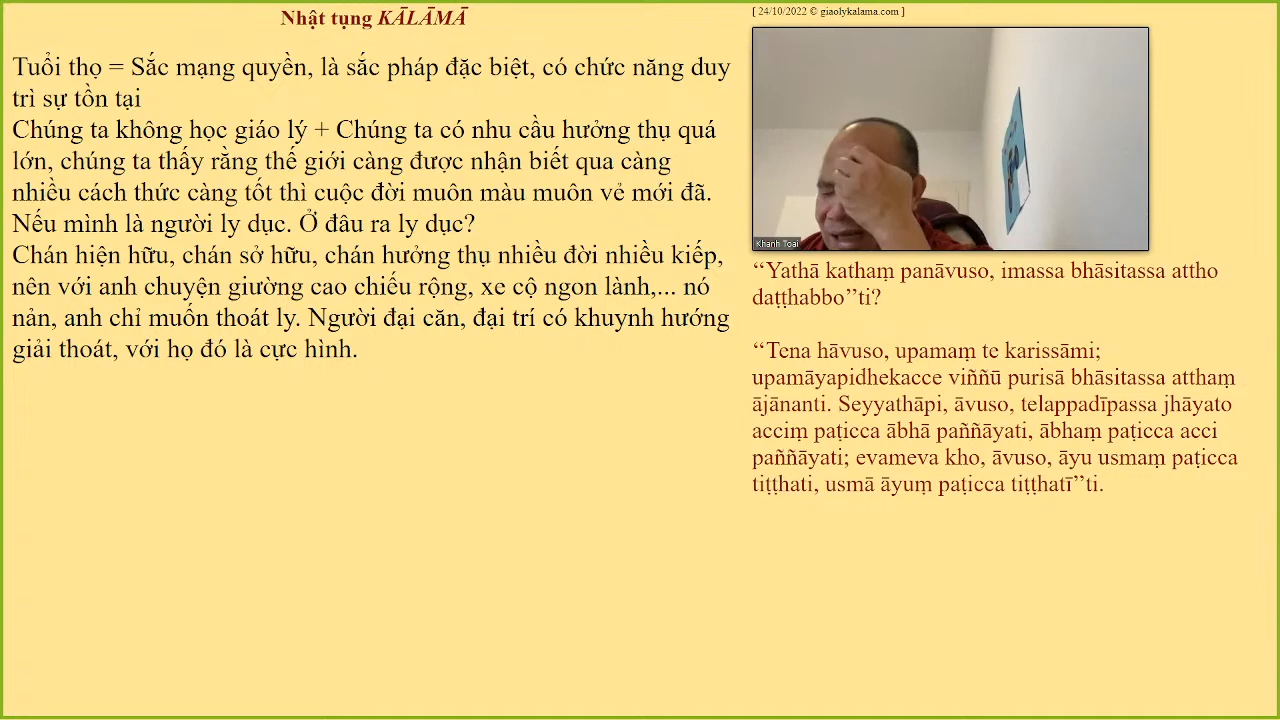 Nhật tụng KĀLĀMĀ
[ 24/10/2022 © giaolykalama.com ]
Tuổi thọ = Sắc mạng quyền, là sắc pháp đặc biệt, có chức năng duy
trì sự tồn tại
Chúng ta không học giáo lý + Chúng ta có nhu cầu hưởng thụ quá
lớn, chúng ta thấy rằng thế giới càng được nhận biết qua càng
nhiều cách thức càng tốt thì cuộc đời muôn màu muôn vẻ mới đã.
Nếu mình là người ly dục. Ở đâu ra ly dục?
Chán hiện hữu, chán sở hữu, chán hưởng thụ nhiều đời nhiều kiếp,
nên với anh chuyện giường cao chiếu rộng, xe cộ ngon lành,... nó
nản, anh chỉ muốn thoát ly. Người đại căn, đại trí có khuynh hướng
giải thoát, với họ đó là cực hình.
Khanh Toai
“Yathā kathaṃ panāvuso, imassa bhāsitassa attho
daṭṭhabbo”ti?
“Tena hāvuso, upamaṃ te karissāmi;
upamāyapidhekacce viññū purisā bhāsitassa atthaṃ
ājānanti. Seyyathāpi, āvuso, telappadīpassa jhāyato
acciṃ paṭicca ābhā paññāyati, ābhaṃ paṭicca acci
paññāyati; evameva kho, āvuso, āyu usmaṃ paṭicca
tiṭṭhati, usmā āyuṃ paṭicca tiṭṭhatī”ti.